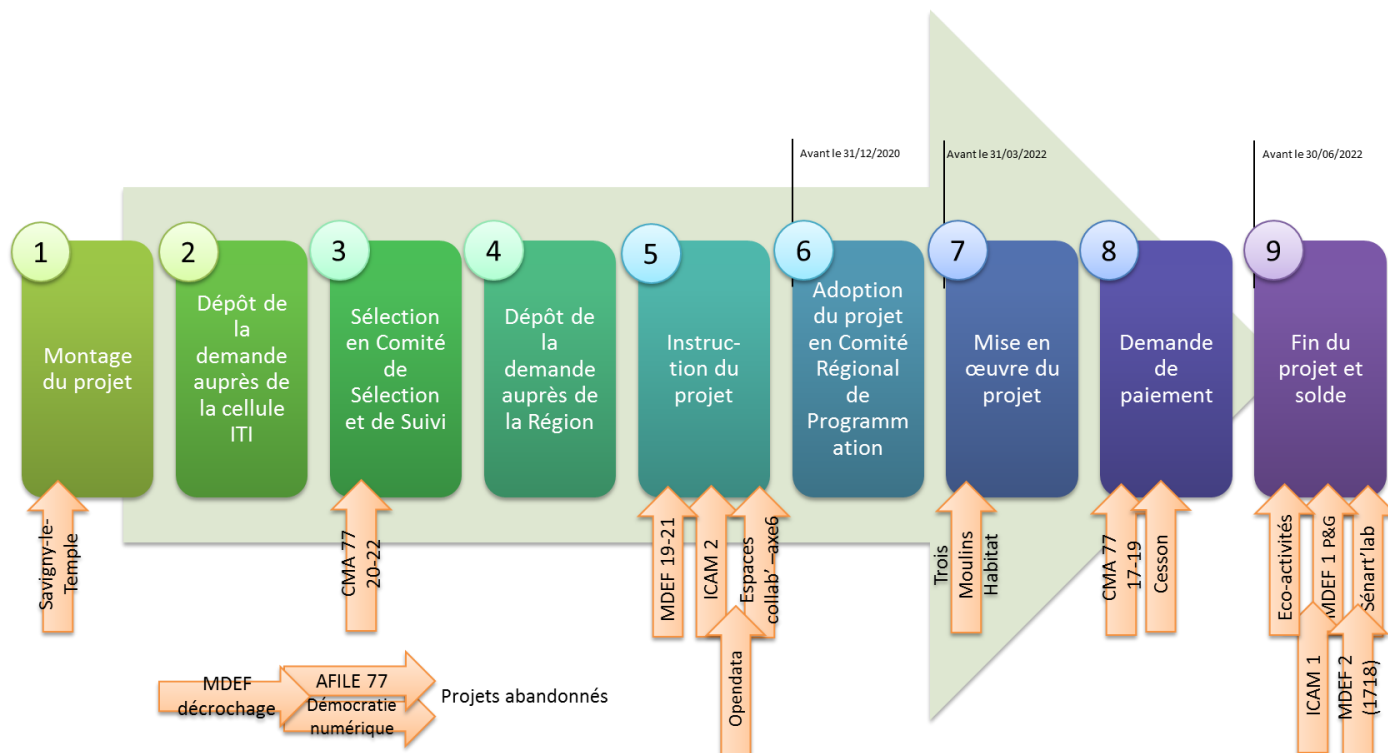 Avant le 31/12/2020
Avant le 31/03/2022
Avant le 30/06/2022
1
Montage
du projet
2
Dépôt de
la
demande
auprès de
la cellule
ITI
3
Sélection
en Comité
de
Sélection
et de Suivi
4
Dépôt de
la
demande
auprès de
la Région
5
Instruc-
tion du
projet
6
Adoption
du projet
en Comité
Régional
de
Programm
ation
7
Mise en
œuvre du
projet
8
Demande
de
paiement
9
Fin du
projet et
solde
Savigny-le-
Temple
CMA 77
20-22
MDEF 19-21
ICAM 2
Espaces
collab’ –axe6
Opendata
Trois
Moulins
Habitat
CMA 77
17-19
Cesson
Eco-activités
MDEF 1 P&G
Sénart’lab
ICAM 1
MDEF 2
(1718)
MDEF
décrochage
AFILE 77
Démocratie
numérique
Projets abandonnés